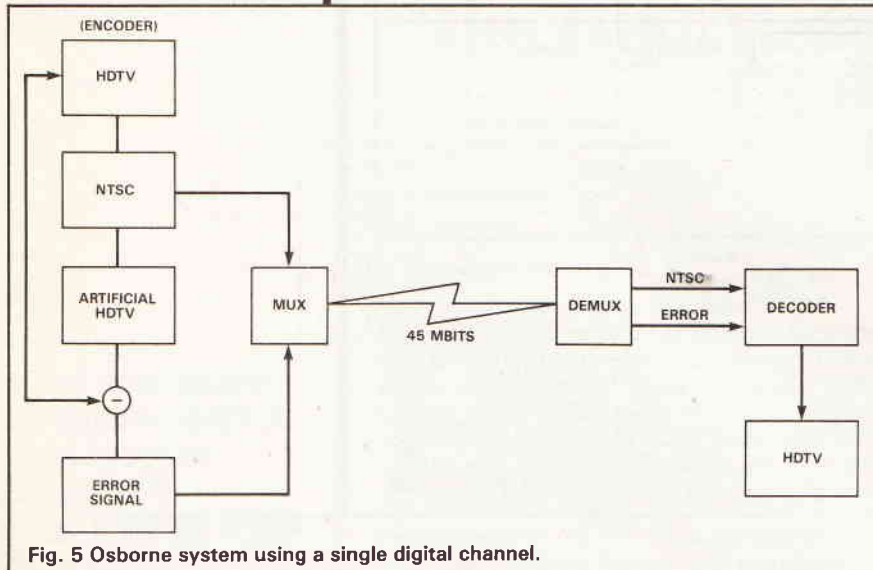 (ENCODER)
HDTV
NTSC
ARTIFICIAL
HDTV
−
ERROR
SIGNAL
MUX
45 MBITS
DEMUX
NTSC
ERROR
DECODER
HDTV
Fig. 5 Osborne system using a single digital channel.